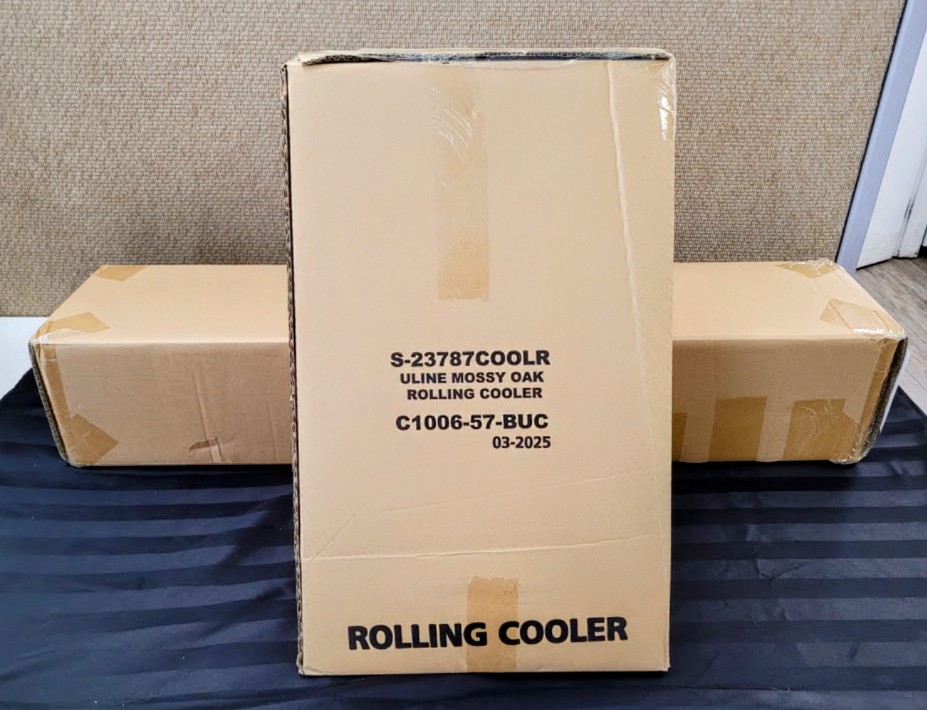 S-23787COOLR
ULINE MOSSY OAK
ROLLING COOLER
C1006-57-BUC
03-2025
ROLLING COOLER